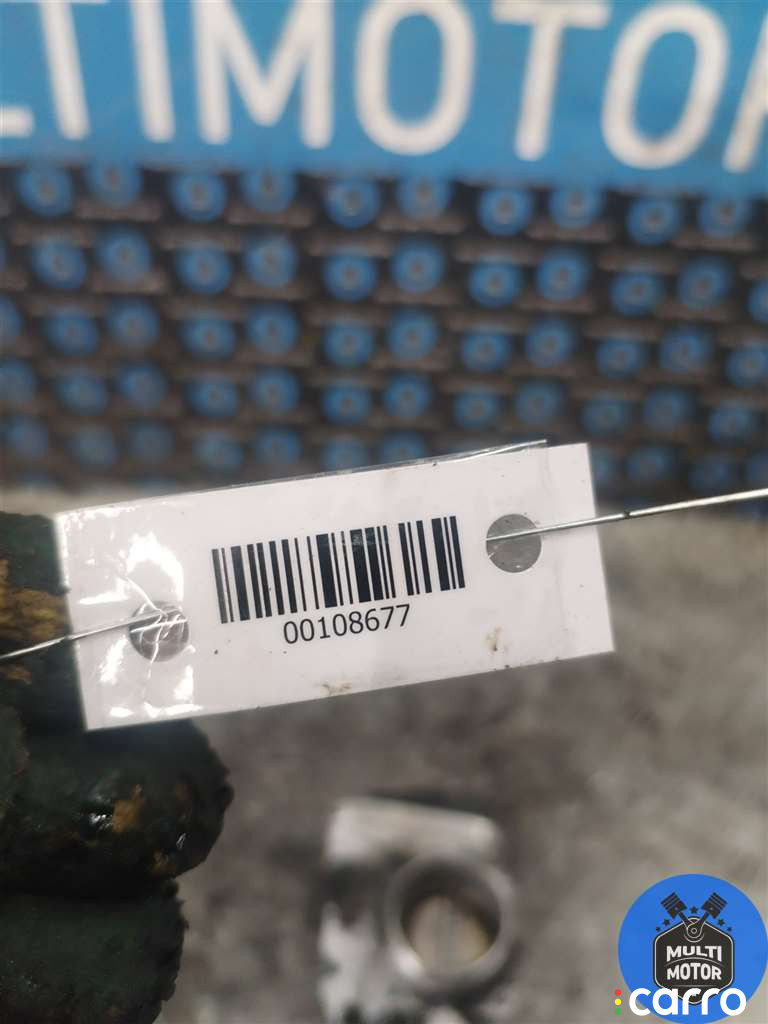 LTIMOTOR
00108677
MULTI
MOTOR
:carro